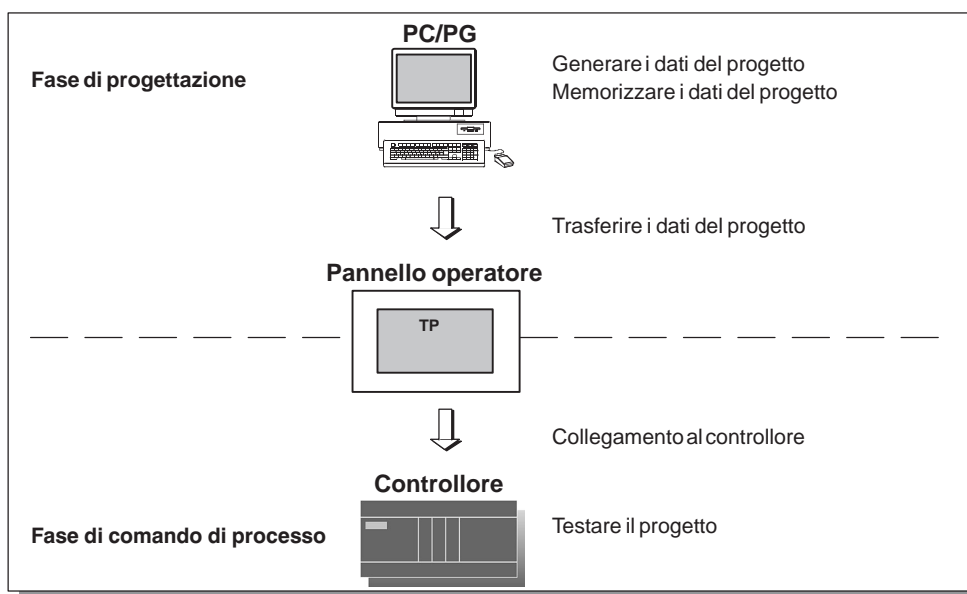 PC/PG
Fase di progettazione
Generare i dati del progetto
Memorizzare i dati del progetto
Trasferire i dati del progetto
Pannello operatore
TP
Collegamento al controllore
Controllore
Fase di comando di processo
Testare il progetto